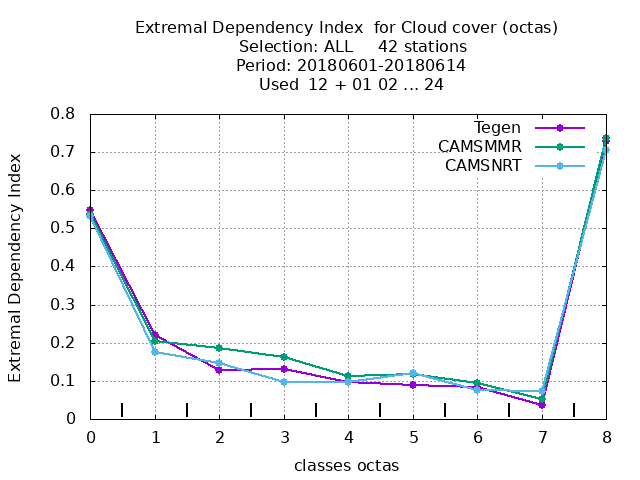 Extremal Dependency Index  for Cloud cover (octas)
Selection: ALL     42 stations
Period: 20180601-20180614
Used  12 + 01 02 ... 24
Tegen
CAMSMMR
CAMSNRT
Extremal Dependency Index
0.8
0.7
0.6
0.5
0.4
0.3
0.2
0.1
0
0 1 2 3 4 5 6 7 8
classes octas